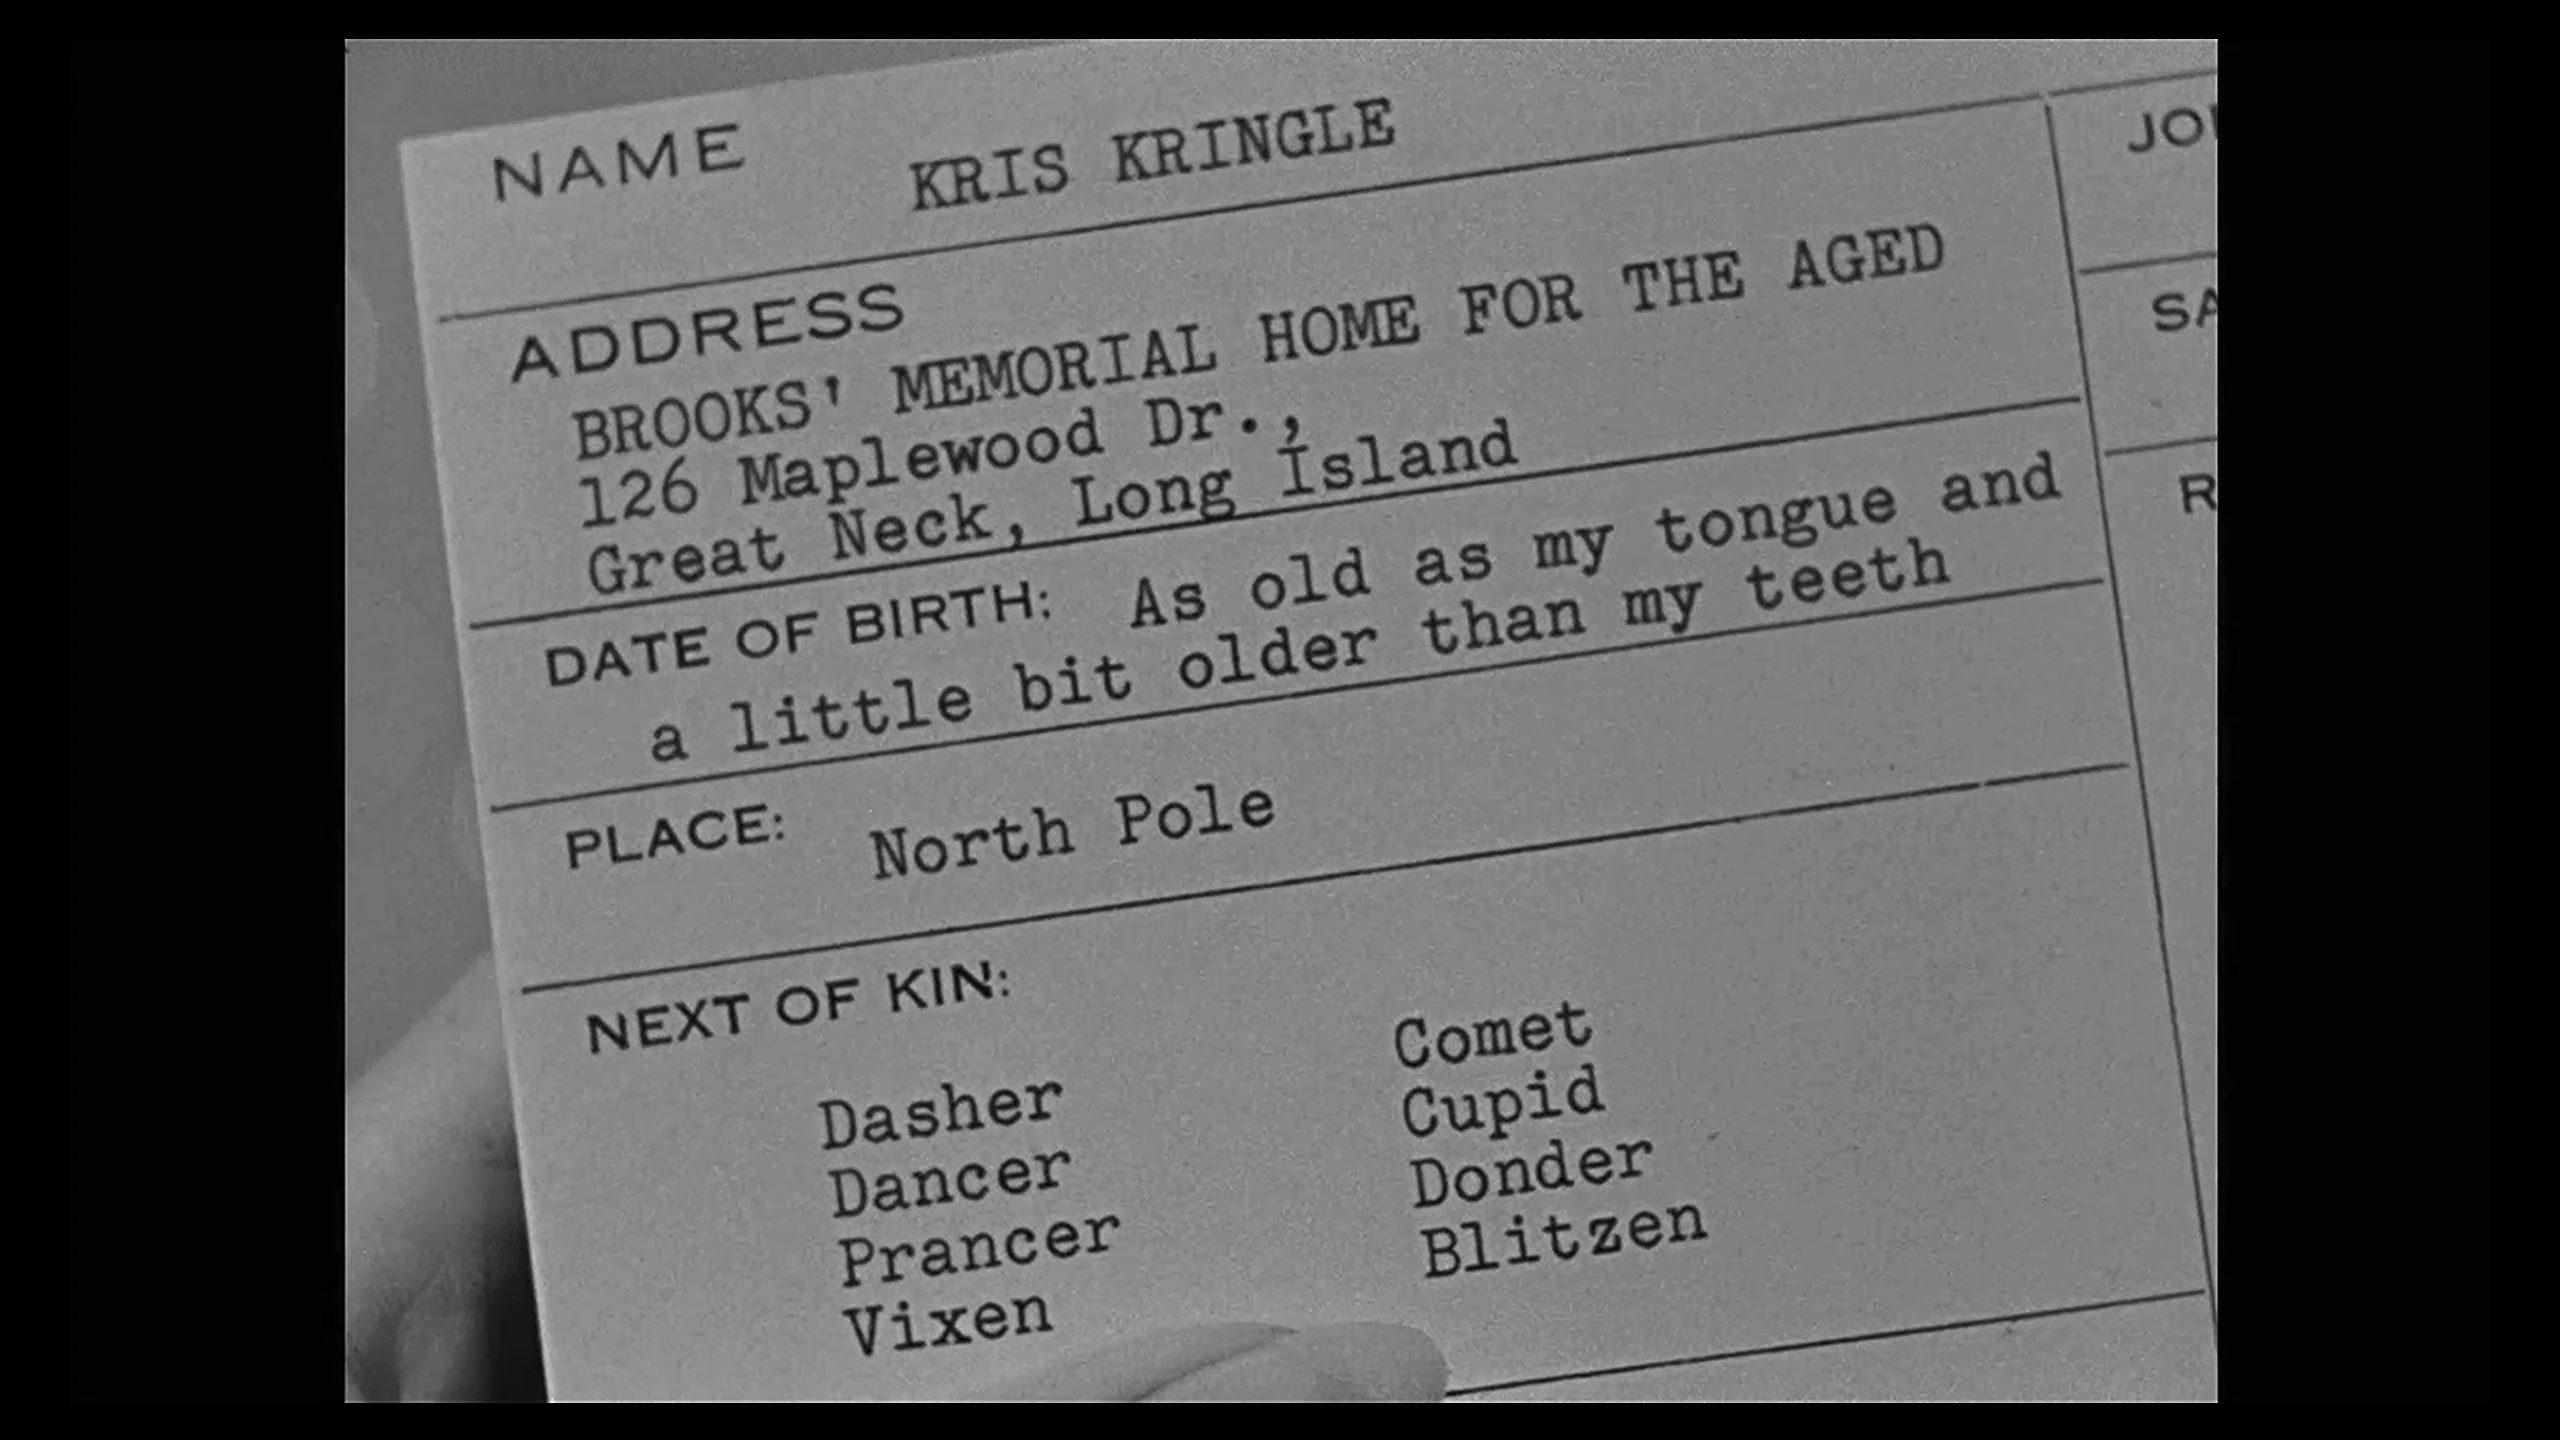 NAME KRIS KRINGLE
ADDRESS
BROOKS' MEMORIAL HOME FOR THE AGED
126 Maplewood Dr.,
Great Neck, Long Island
DATE OF BIRTH: As old as my tongue and
a little bit older than my teeth
PLACE: North Pole
NEXT OF KIN:
Dasher
Dancer
Prancer
Vixen
Comet
Cupid
Donder
Blitzen